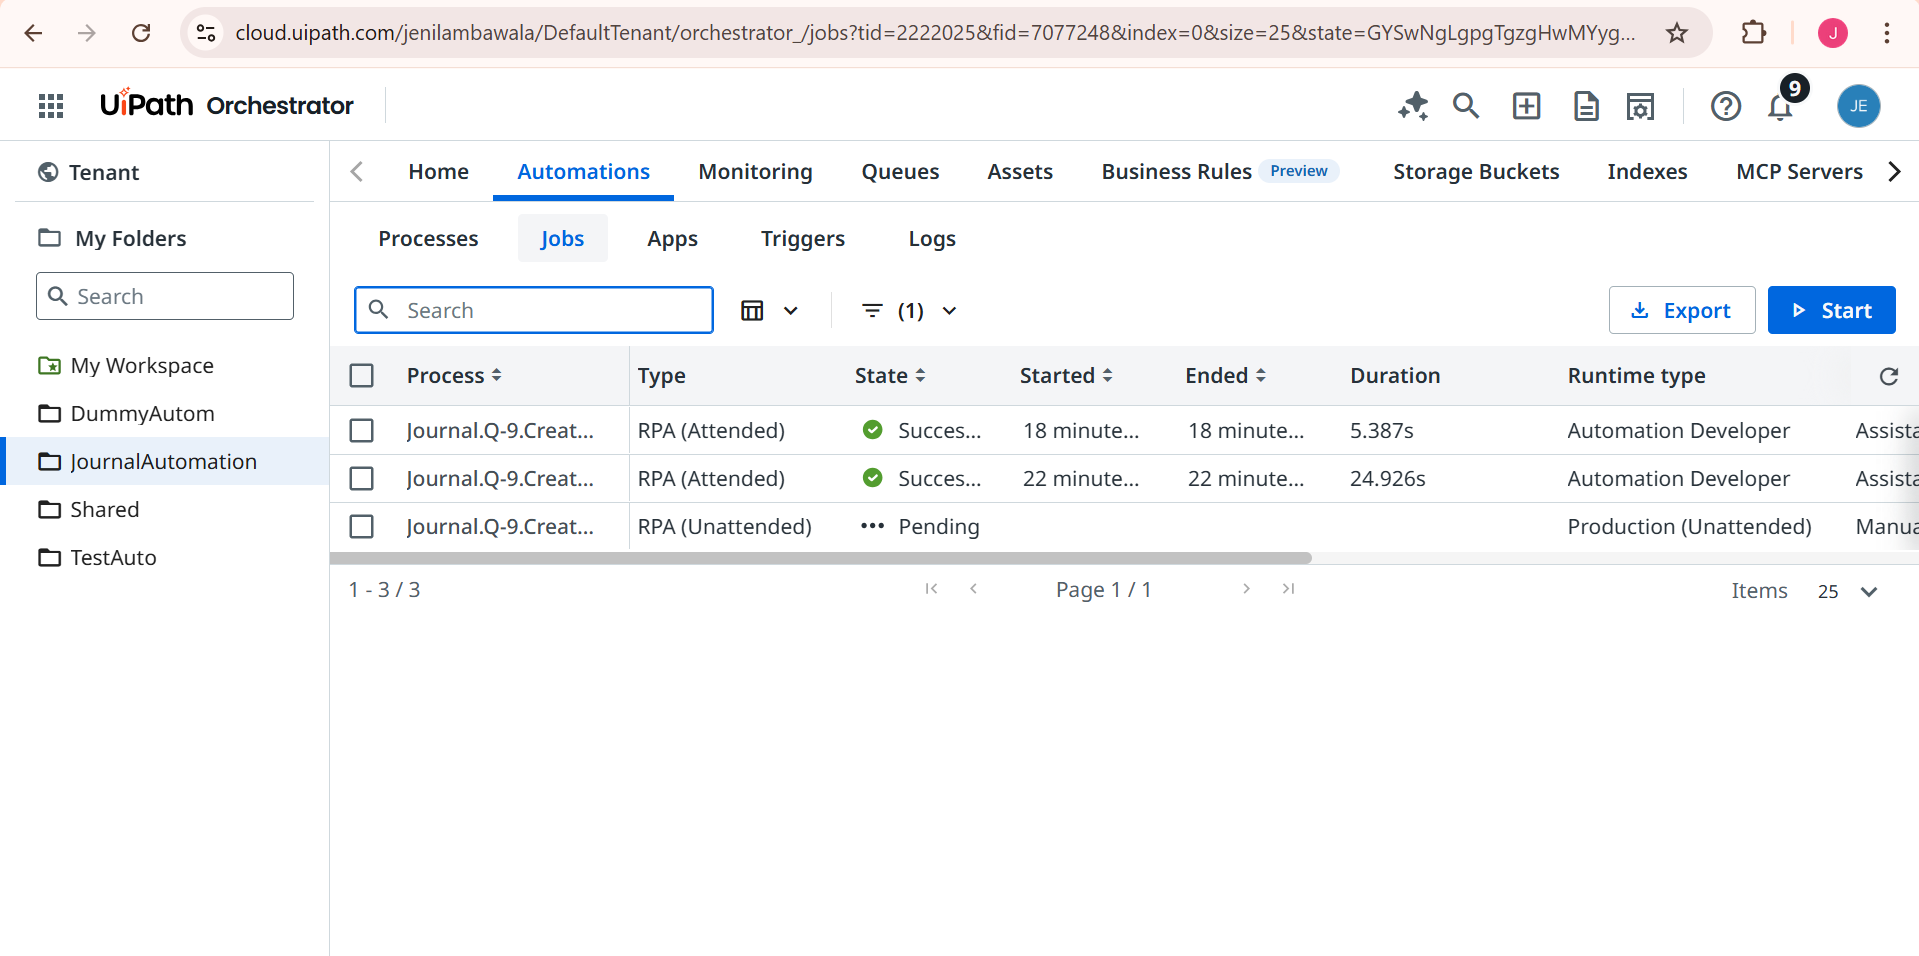 cloud.uipath.com/jenilambawala/DefaultTenant/orchestrator_/jobs?tid=2222025&fid=7077248&index=0&size=25&state=GYSwNgLgpgTgzgHwMYyg...
J
UiPath Orchestrator
9
JE
Tenant
Home Automations Monitoring Queues Assets Business Rules Preview Storage Buckets Indexes MCP Servers
My Folders
Processes Jobs Apps Triggers Logs
Search
Search (1) Export Start
My Workspace
DummyAutom
JournalAutomation
Shared
TestAuto
Process Type State Started Ended Duration Runtime type
Journal.Q-9.Creat... RPA (Attended) Succes... 18 minute... 18 minute... 5.387s Automation Developer Assista
Journal.Q-9.Creat... RPA (Attended) Succes... 22 minute... 22 minute... 24.926s Automation Developer Assista
Journal.Q-9.Creat... RPA (Unattended) Pending Production (Unattended) Manua
1 - 3 / 3 Page 1 / 1 Items 25